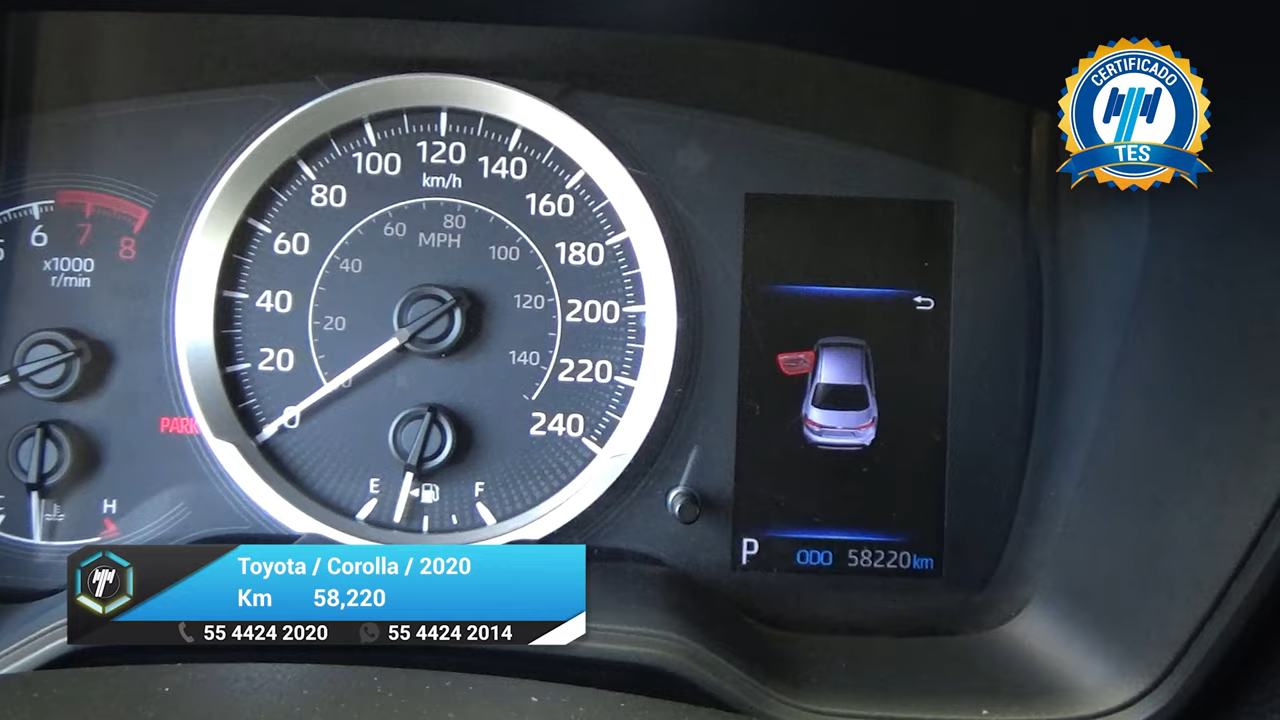 CERTIFICADO
TES
100
120
140
km/h
80
160
60
80
MPH
60
180
40
100
6
7
8
x1000
r/min
40
20
120
200
20
140
220
0
0
240
PARK
E
F
H
P
ODO
58220km
Toyota / Corolla / 2020
Km 58,220
55 4424 2020
55 4424 2014